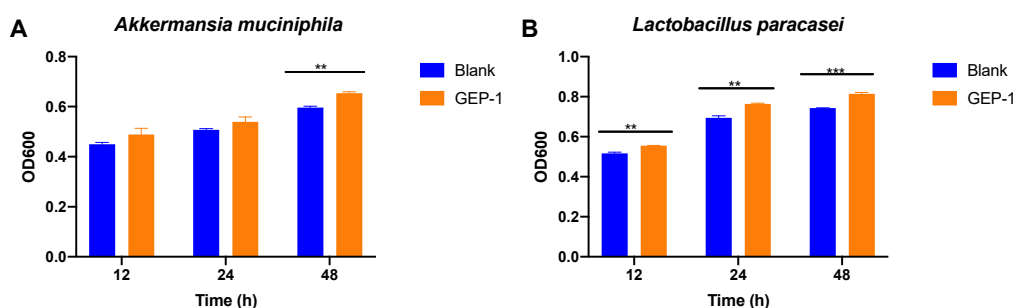 A
Akkermansia muciniphila
OD600
0.8
0.6
0.4
0.2
0.0
**
12
24
48
Time (h)
Blank
GEP-1
B
Lactobacillus paracasei
OD600
1.0
0.8
0.6
0.4
0.2
0.0
**
**
***
12
24
48
Time (h)
Blank
GEP-1